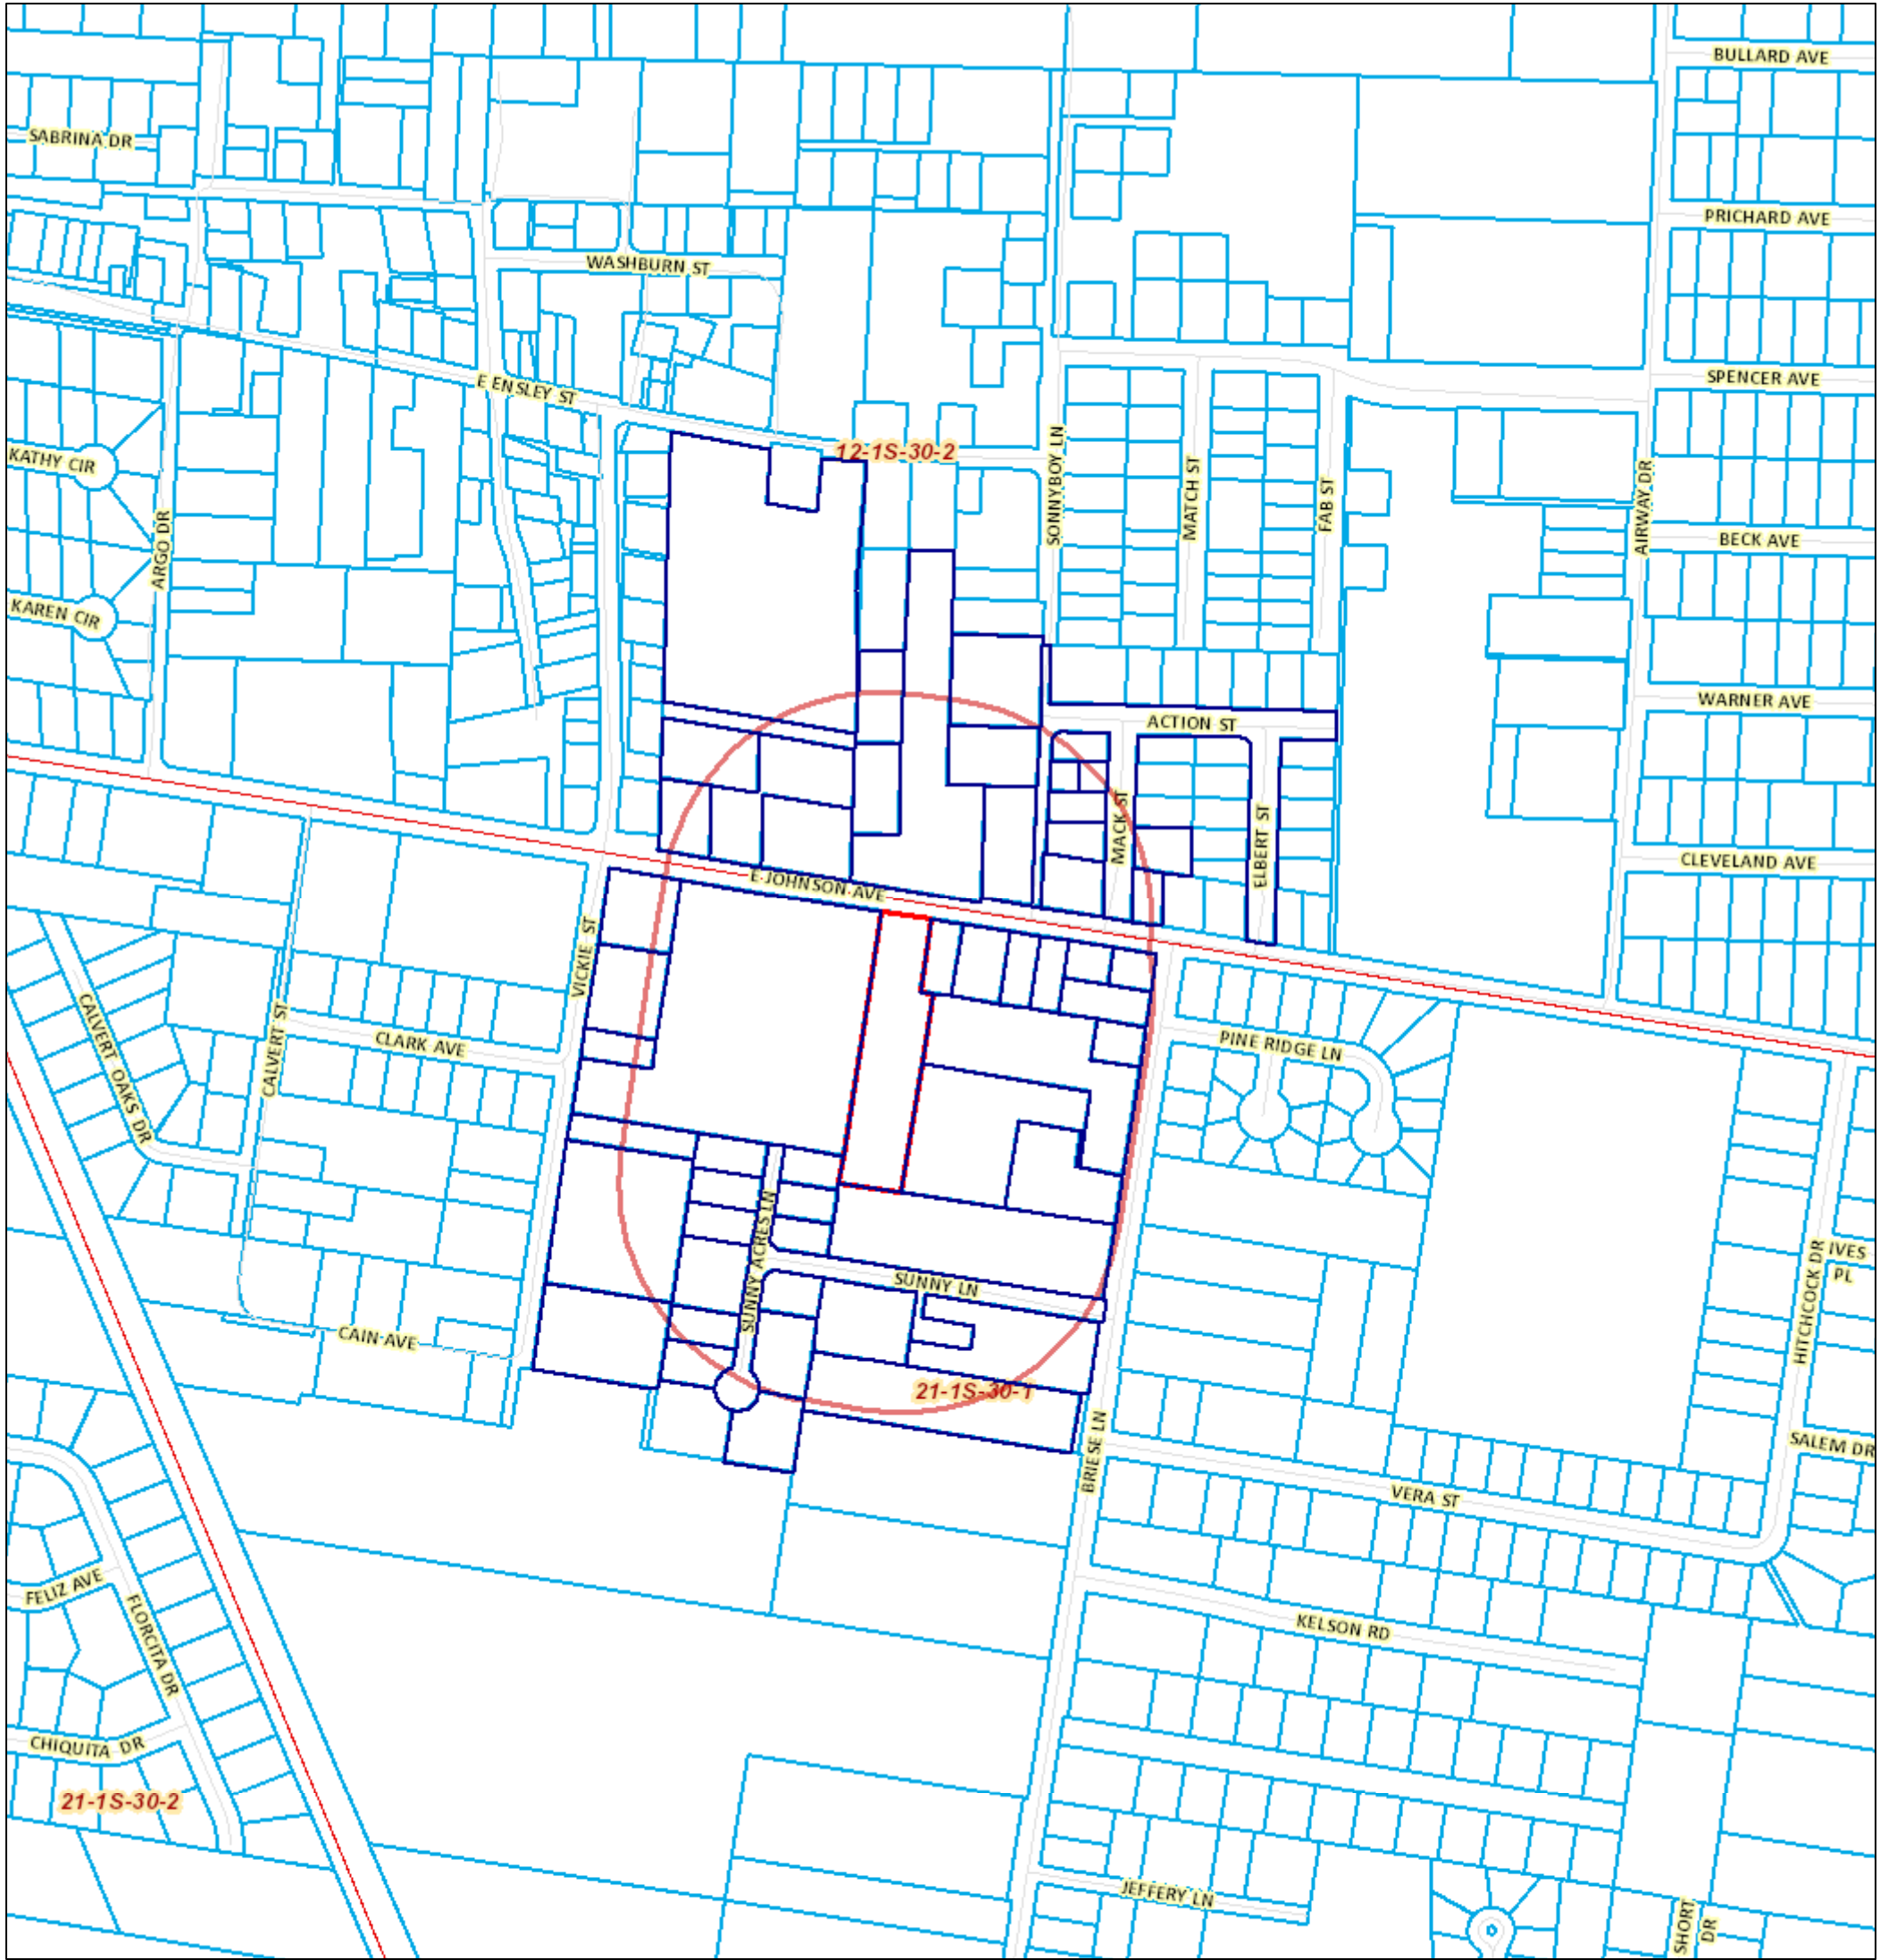 BULLARD AVE
SABRINA DR
PRICHARD AVE
WASHBURN ST
SPENCER AVE
E ENSLEY ST
12-1S-30-2
KATHY CIR
SONNYBOY LN
MATCH ST
FAB ST
AIRWAY DR
ARGO DR
BECK AVE
KAREN CIR
WARNER AVE
ACTION ST
MACK ST
ELBERT ST
CLEVELAND AVE
E JOHNSON AVE
VICKIE ST
CALVERT OAKS DR
CALVERT ST
CLARK AVE
PINE RIDGE LN
SUNNY ACRES LN
SUNNY LN
HITCHCOCK DR
IVES
PL
CAIN AVE
21-1S-30-1
BRIESE LN
SALEM DR
VERA ST
FELIZ AVE
FLORCITA DR
KELSON RD
CHIQUITA DR
21-1S-30-2
JEFFERY LN
SHORT
DR